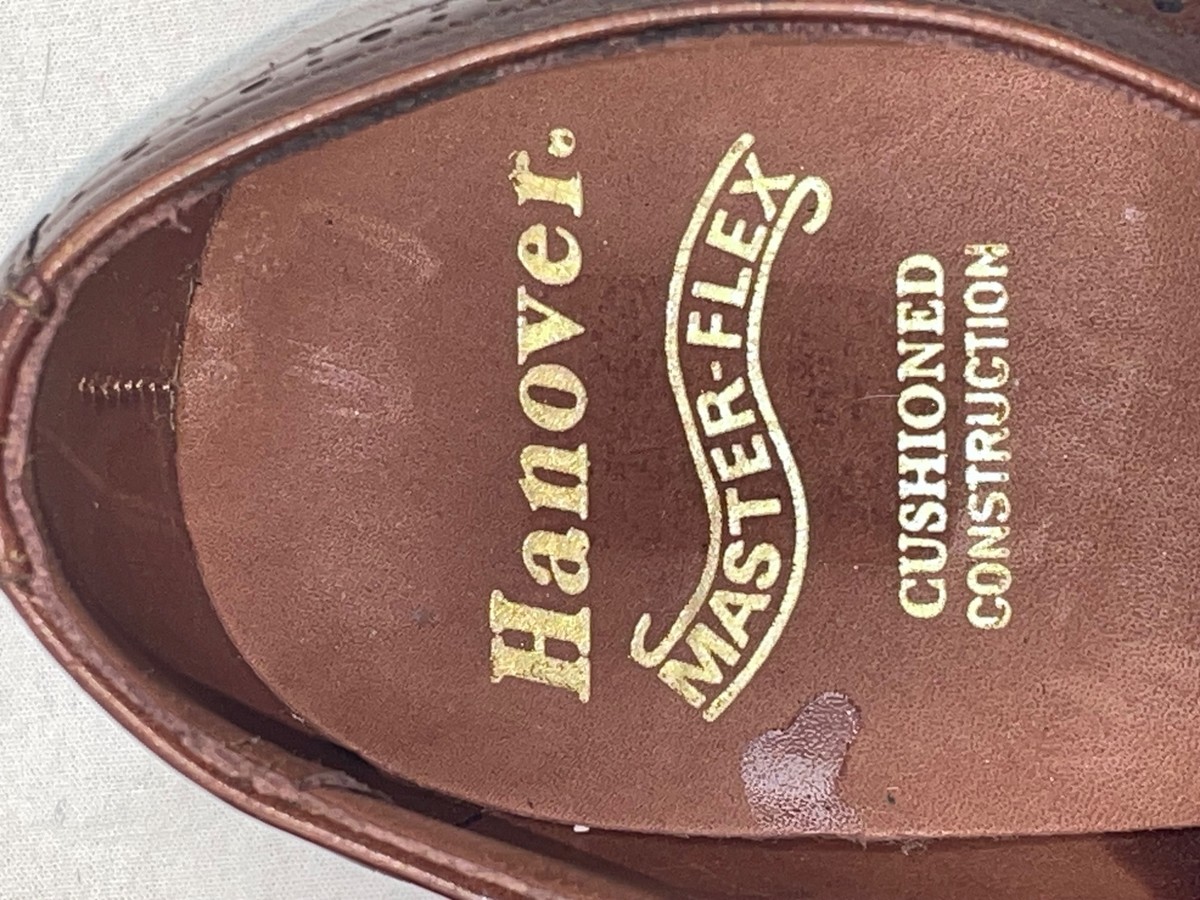 Hanover.
MASTER·FLEX
CUSHIONED
CONSTRUCTION